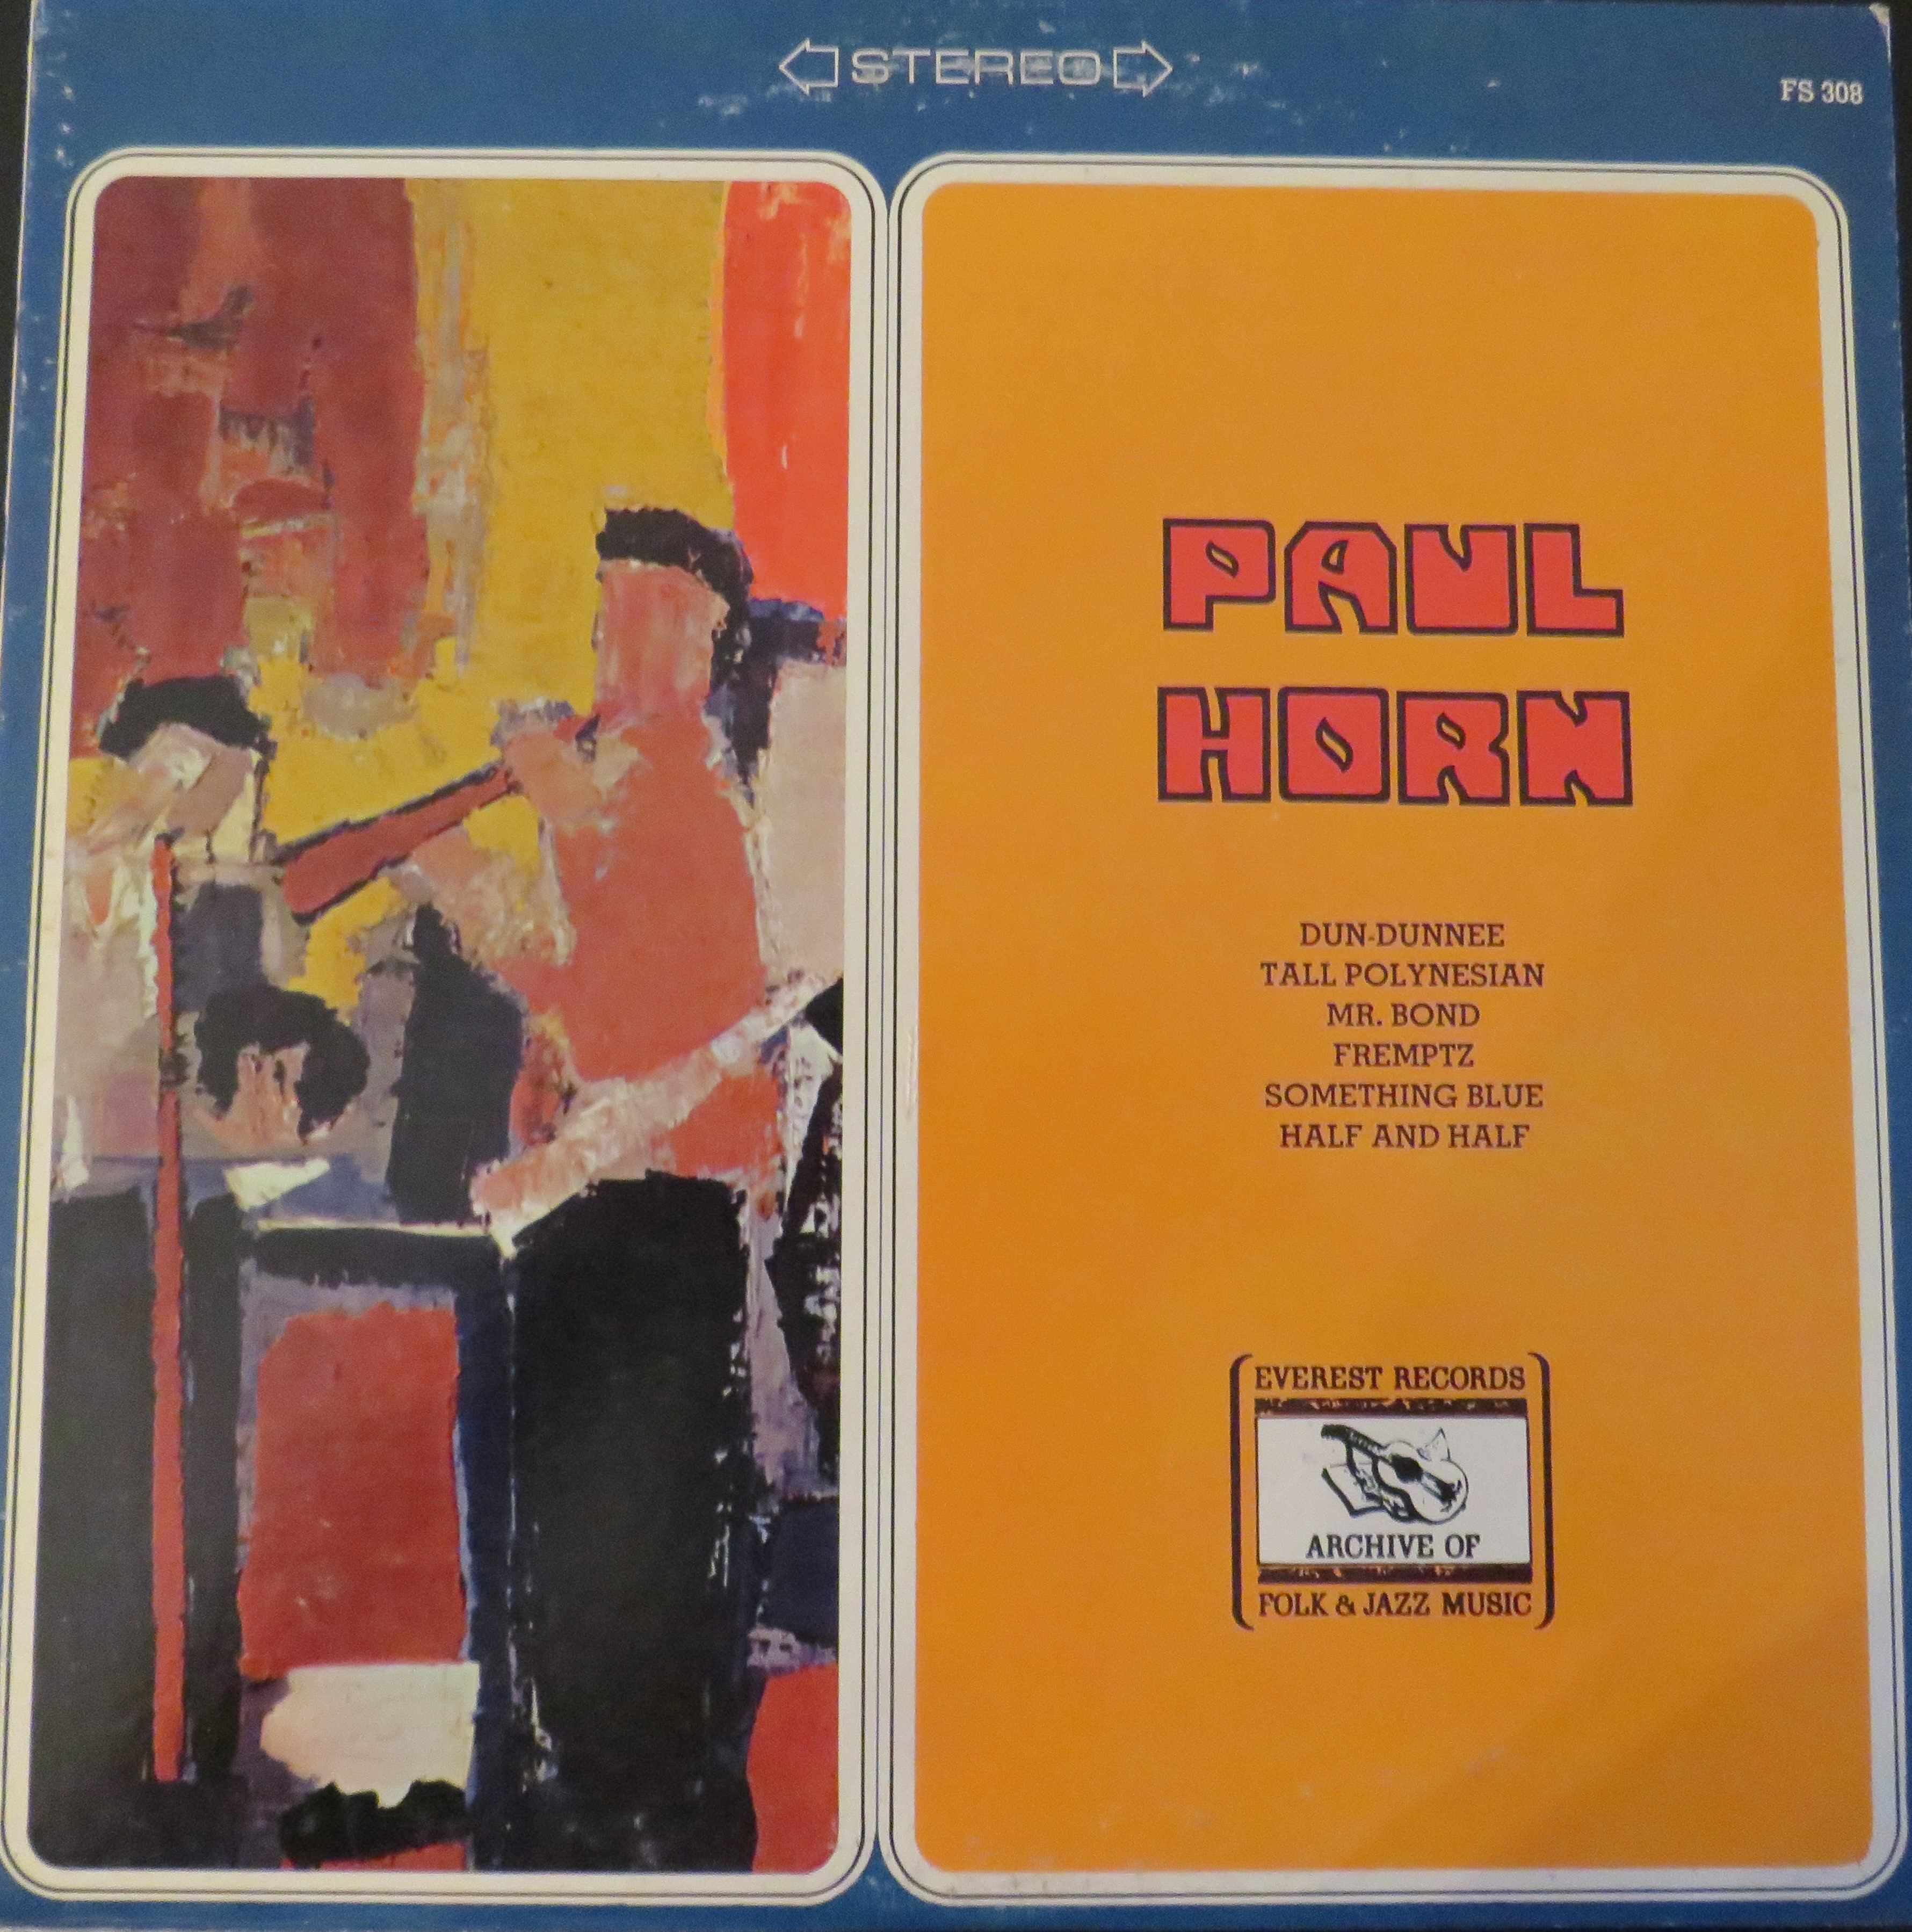 STEREO
FS 308
PAUL
HORN
DUN-DUNNEE
TALL POLYNESIAN
MR. BOND
FREMPTZ
SOMETHING BLUE
HALF AND HALF
EVEREST RECORDS
ARCHIVE OF
FOLK & JAZZ MUSIC